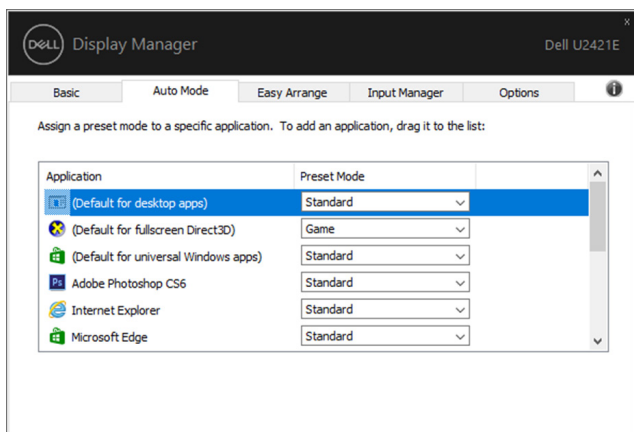 x
DELL Display Manager Dell U2421E
Basic Auto Mode Easy Arrange Input Manager Options i
Assign a preset mode to a specific application. To add an application, drag it to the list:
Application Preset Mode
(Default for desktop apps) Standard
(Default for fullscreen Direct3D) Game
(Default for universal Windows apps) Standard
Ps Adobe Photoshop CS6 Standard
Internet Explorer Standard
Microsoft Edge Standard